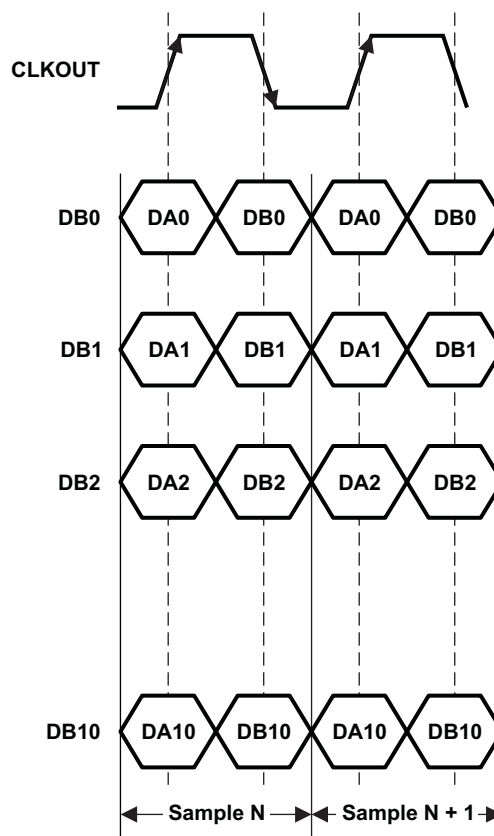 CLKOUT
DB0 DA0 DB0 DA0 DB0
DB1 DA1 DB1 DA1 DB1
DB2 DA2 DB2 DA2 DB2
DB10 DA10 DB10 DA10 DB10
Sample N Sample N + 1